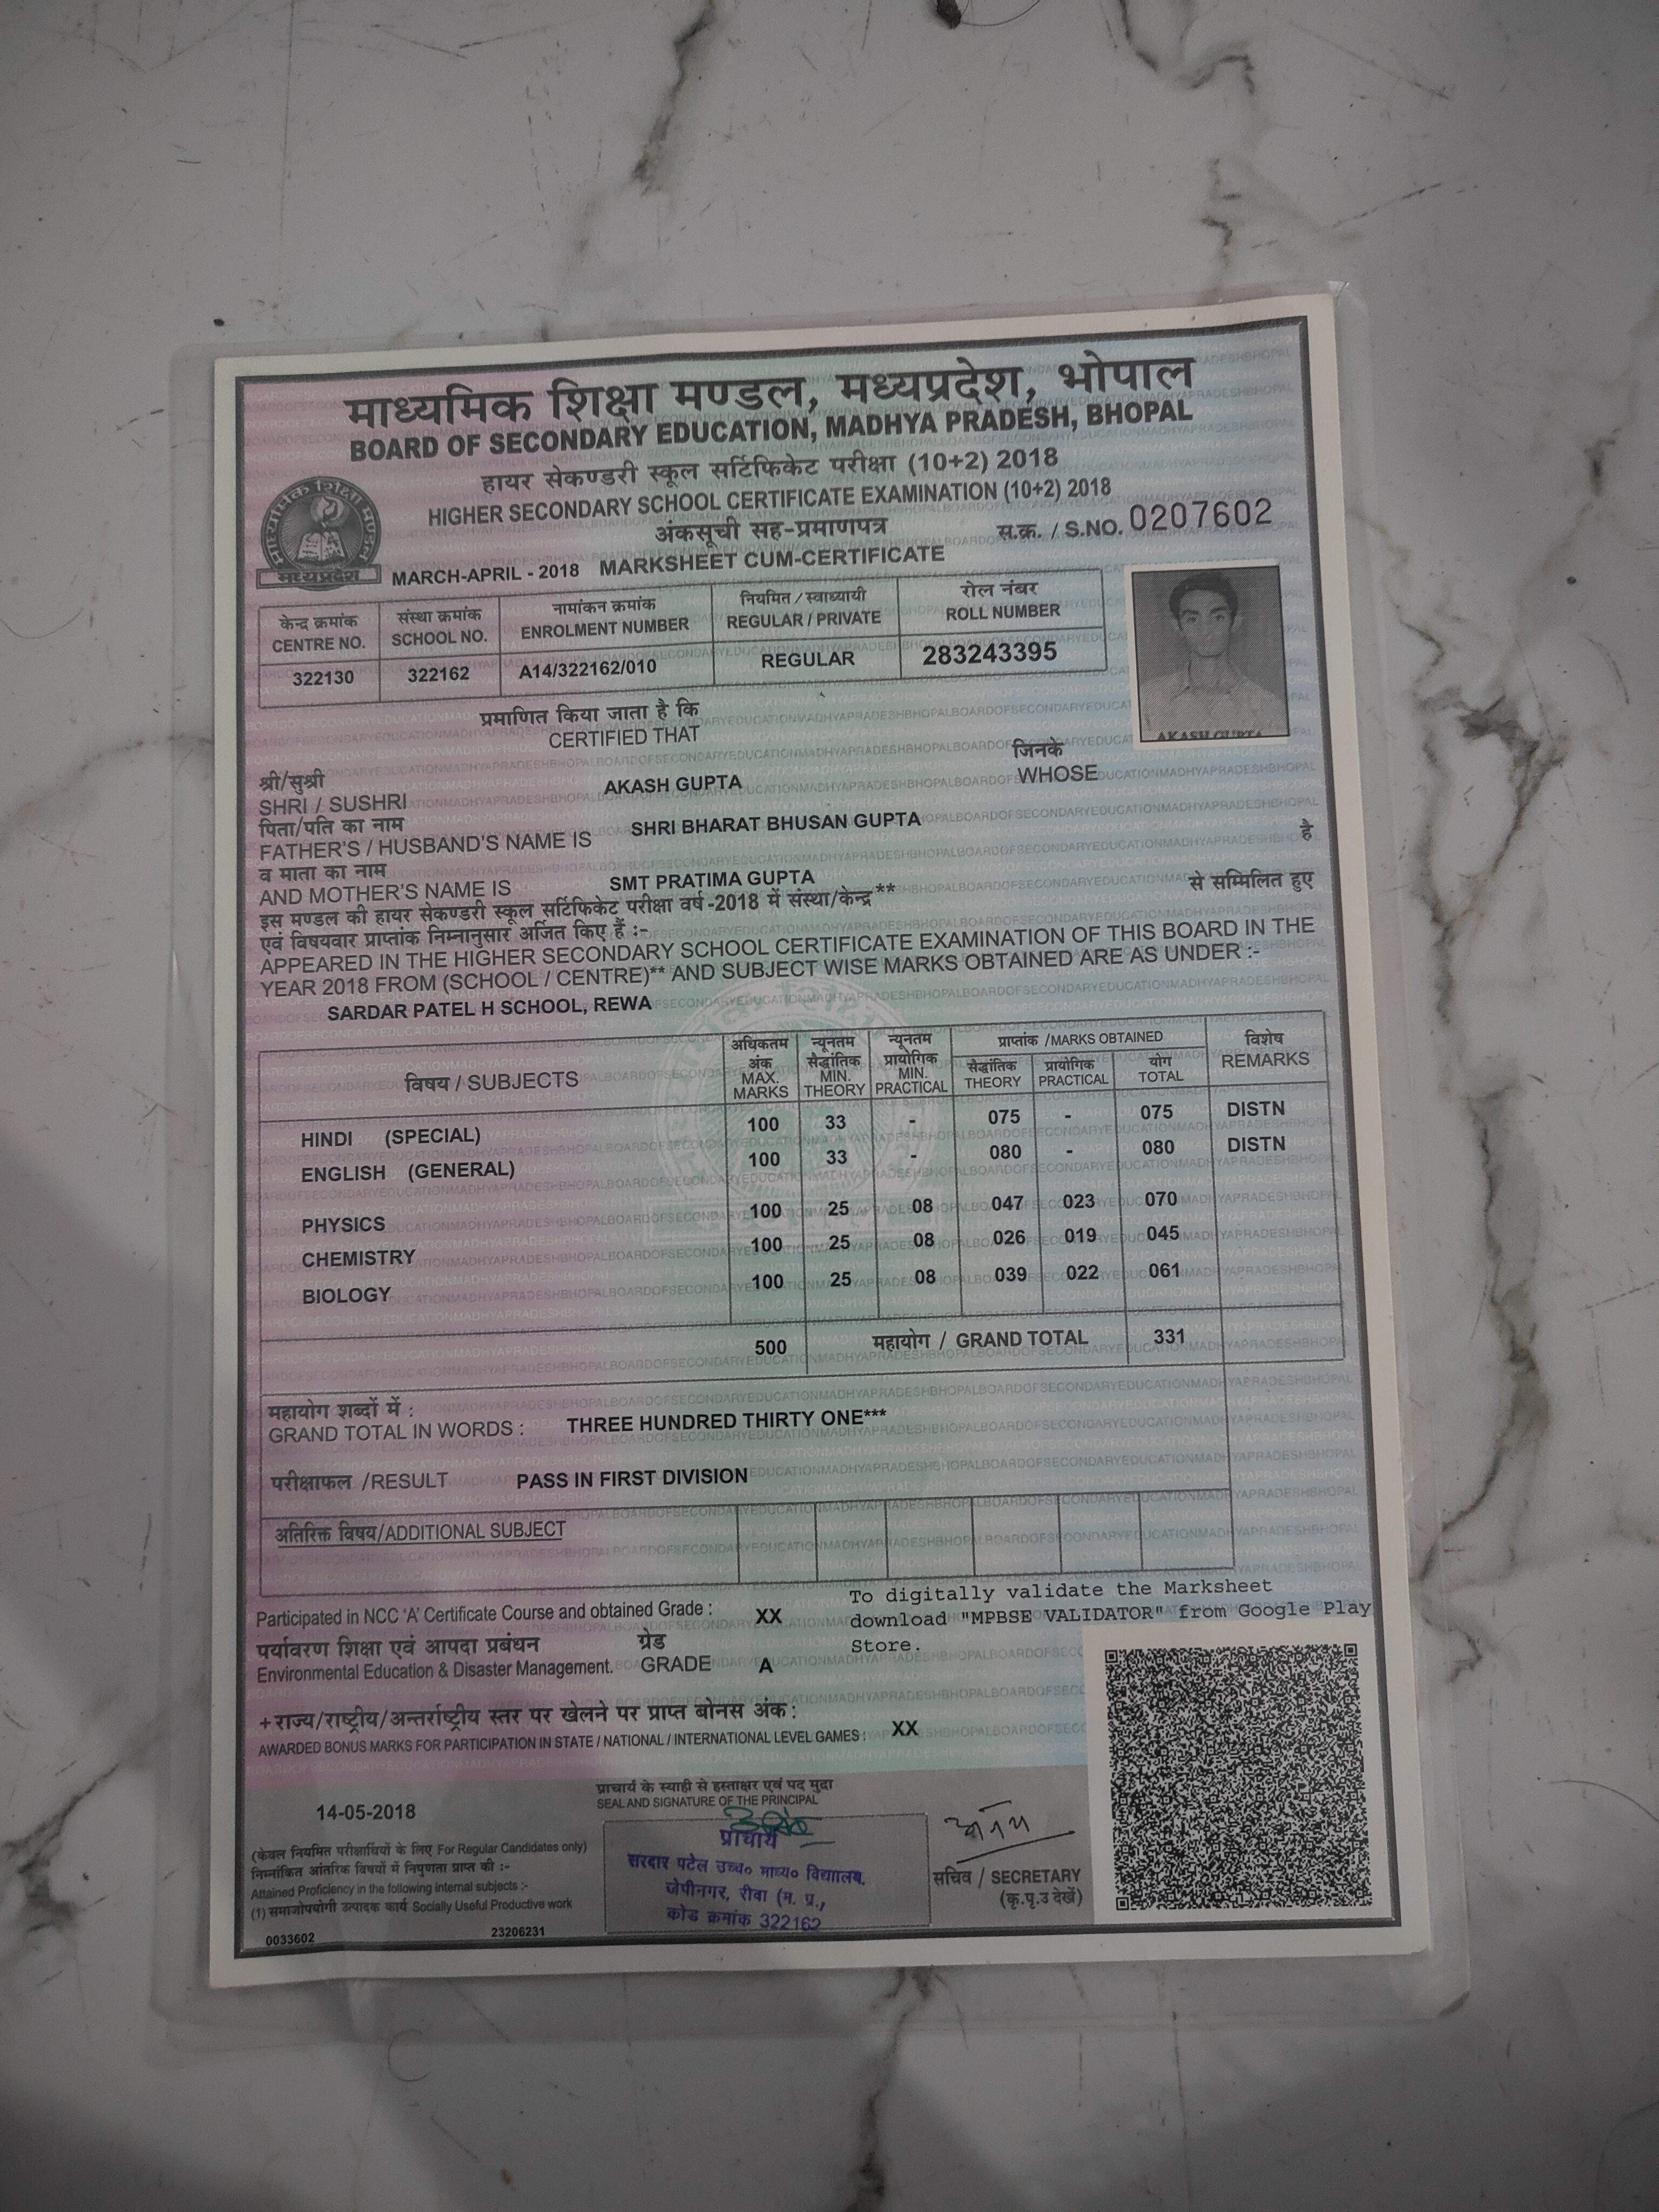 माध्यमिक शिक्षा मण्डल, मध्यप्रदेश, भोपाल
BOARD OF SECONDARY EDUCATION, MADHYA PRADESH, BHOPAL
हायर सेकण्डरी स्कूल सर्टिफिकेट परीक्षा (10+2) 2018
HIGHER SECONDARY SCHOOL CERTIFICATE EXAMINATION (10+2) 2018
अंकसूची सह-प्रमाणपत्र
स.क्र. / S.NO. 0207602
माध्यमिक शिक्षा मण्डल
मध्यप्रदेश
MARCH-APRIL - 2018 MARKSHEET CUM-CERTIFICATE
केन्द्र क्रमांक संस्था क्रमांक नामांकन क्रमांक नियमित / स्वाध्यायी रोल नंबर
CENTRE NO. SCHOOL NO. ENROLMENT NUMBER REGULAR / PRIVATE ROLL NUMBER
322130 322162 A14/322162/010 REGULAR 283243395
AKASH GUPTA
प्रमाणित किया जाता है कि
CERTIFIED THAT
श्री/सुश्री जिनके
SHRI / SUSHRI AKASH GUPTA WHOSE
पिता/पति का नाम
FATHER'S / HUSBAND'S NAME IS SHRI BHARAT BHUSAN GUPTA है
व माता का नाम
AND MOTHER'S NAME IS SMT PRATIMA GUPTA
इस मण्डल की हायर सेकण्डरी स्कूल सर्टिफिकेट परीक्षा वर्ष-2018 में संस्था/केन्द्र** से सम्मिलित हुए
एवं विषयवार प्राप्तांक निम्नानुसार अर्जित किए हैं :-
APPEARED IN THE HIGHER SECONDARY SCHOOL CERTIFICATE EXAMINATION OF THIS BOARD IN THE
YEAR 2018 FROM (SCHOOL / CENTRE)** AND SUBJECT WISE MARKS OBTAINED ARE AS UNDER :-
SARDAR PATEL H SCHOOL, REWA
विषय / SUBJECTS
अधिकतम अंक MAX. MARKS
न्यूनतम सैद्धांतिक MIN. THEORY
न्यूनतम प्रायोगिक MIN. PRACTICAL
प्राप्तांक / MARKS OBTAINED
सैद्धांतिक THEORY
प्रायोगिक PRACTICAL
योग TOTAL
विशेष REMARKS
HINDI (SPECIAL) 100 33 - 075 - 075 DISTN
ENGLISH (GENERAL) 100 33 - 080 - 080 DISTN
PHYSICS 100 25 08 047 023 070
CHEMISTRY 100 25 08 026 019 045
BIOLOGY 100 25 08 039 022 061
500 महायोग / GRAND TOTAL 331
महायोग शब्दों में :
GRAND TOTAL IN WORDS : THREE HUNDRED THIRTY ONE***
परीक्षाफल /RESULT PASS IN FIRST DIVISION
अतिरिक्त विषय/ADDITIONAL SUBJECT
To digitally validate the Marksheet
download "MPBSE VALIDATOR" from Google Play
Store.
Participated in NCC 'A' Certificate Course and obtained Grade : XX
पर्यावरण शिक्षा एवं आपदा प्रबंधन ग्रेड
Environmental Education & Disaster Management. GRADE A
+राज्य/राष्ट्रीय/अन्तर्राष्ट्रीय स्तर पर खेलने पर प्राप्त बोनस अंक :
AWARDED BONUS MARKS FOR PARTICIPATION IN STATE / NATIONAL / INTERNATIONAL LEVEL GAMES : XX
प्राचार्य के स्याही से हस्ताक्षर एवं पद मुद्रा
SEAL AND SIGNATURE OF THE PRINCIPAL
14-05-2018
प्राचार्य
सरदार पटेल उच्च० माध्य० विद्यालय,
जेपीनगर, रीवा (म. प्र.,
कोड क्रमांक 322162
सचिव / SECRETARY
(कृ.पृ.उ देखें)
(केवल नियमित परीक्षार्थियों के लिए For Regular Candidates only)
निम्नांकित आंतरिक विषयों में निपुणता प्राप्त की :-
Attained Proficiency in the following internal subjects :-
(1) समाजोपयोगी उत्पादक कार्य Socially Useful Productive work
0033602 23206231